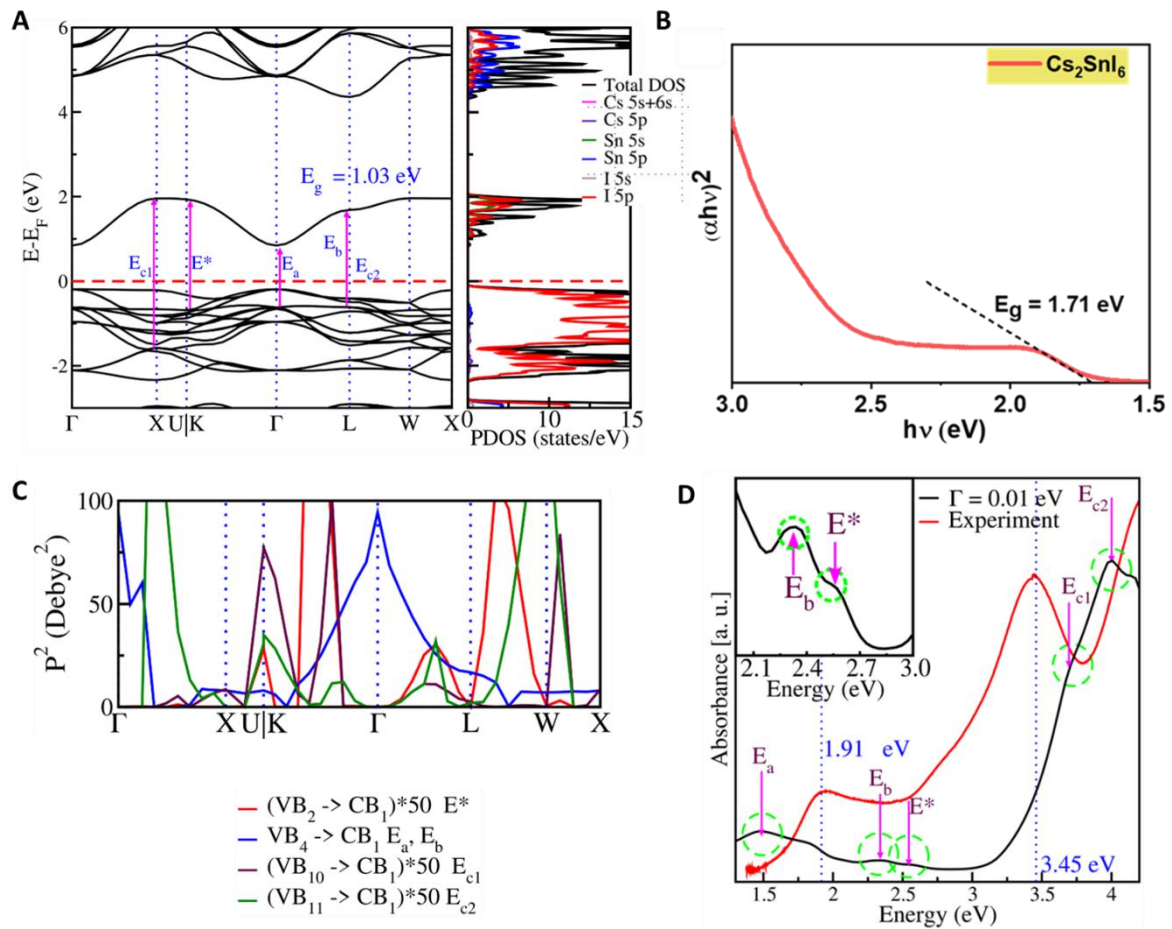 A
6
4
2
0
-2
E-E_F (eV)
E_g = 1.03 eV
E_c1
E*
E_a
E_b
E_c2
Γ X U|K Γ L W X
Total DOS
Cs 5s+6s
Cs 5p
Sn 5s
Sn 5p
I 5s
I 5p
0 5 10 15
PDOS (states/eV)
B
Cs₂SnI₆
(αhν)²
E_g = 1.71 eV
3.0 2.5 2.0 1.5
hν (eV)
C
100
50
0
P² (Debye²)
Γ X U|K Γ L W X
(VB₂ -> CB₁)*50 E*
VB₄ -> CB₁ E_a, E_b
(VB₁₀ -> CB₁)*50 E_c1
(VB₁₁ -> CB₁)*50 E_c2
D
Γ = 0.01 eV
Experiment
E_c2
E*
E_b
2.1 2.4 2.7 3.0
Energy (eV)
E_c1
1.91 eV
E_a
E_b
E*
3.45 eV
Absorbance [a. u.]
1.5 2 2.5 3 3.5 4
Energy (eV)